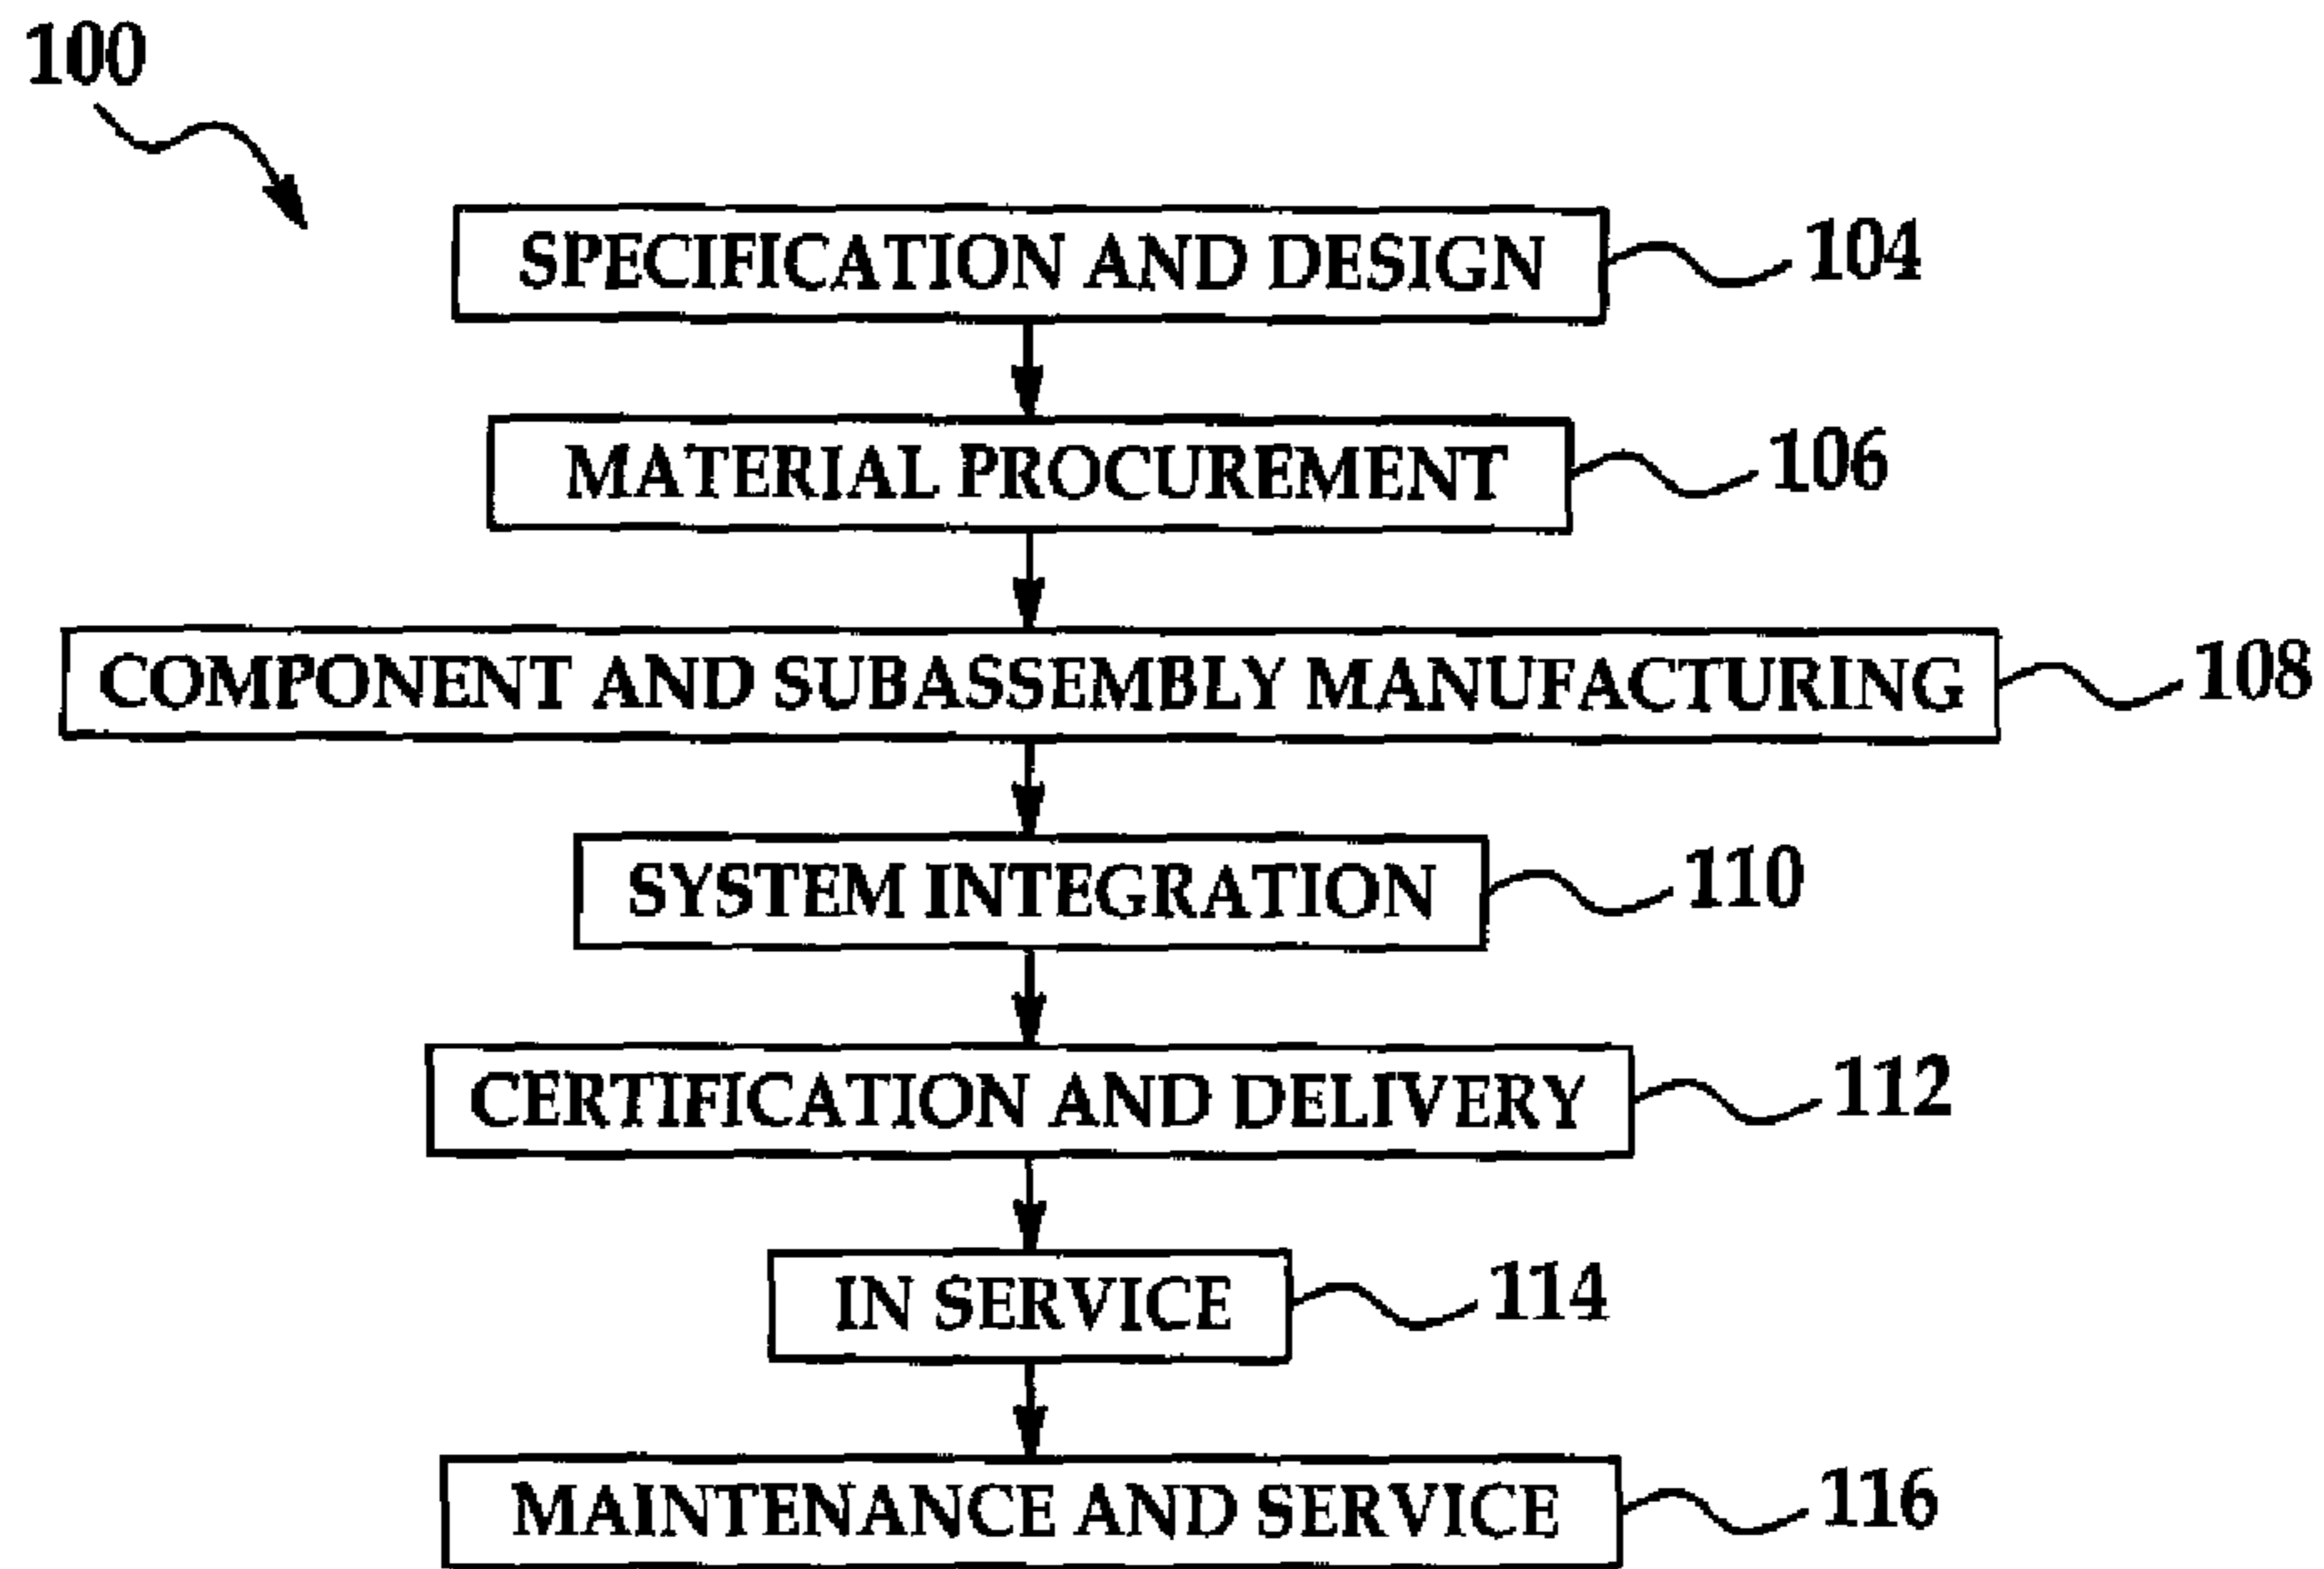 100
SPECIFICATION AND DESIGN 104
MATERIAL PROCUREMENT 106
COMPONENT AND SUBASSEMBLY MANUFACTURING 108
SYSTEM INTEGRATION 110
CERTIFICATION AND DELIVERY 112
IN SERVICE 114
MAINTENANCE AND SERVICE 116